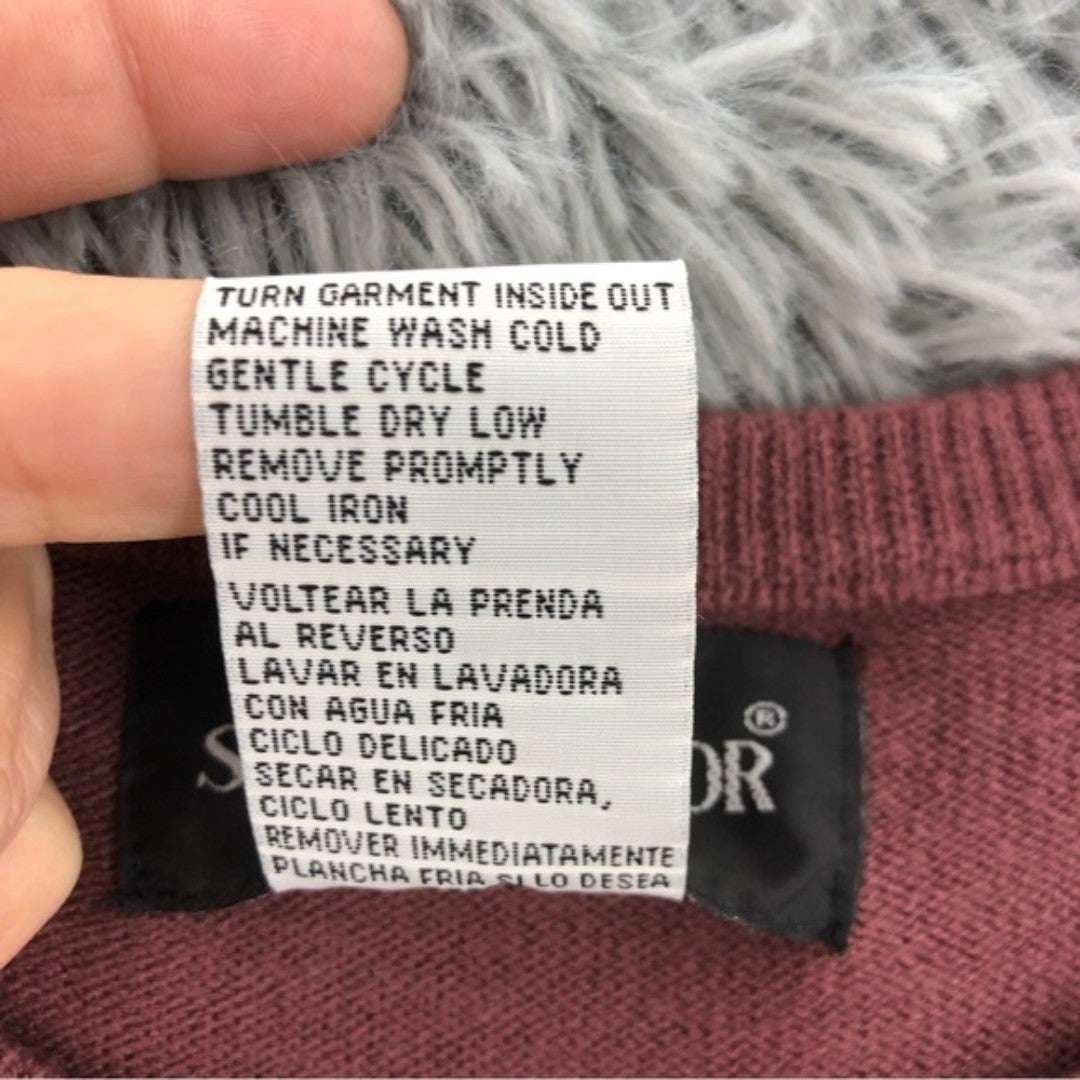 TURN GARMENT INSIDE OUT
MACHINE WASH COLD
GENTLE CYCLE
TUMBLE DRY LOW
REMOVE PROMPTLY
COOL IRON
IF NECESSARY
VOLTEAR LA PRENDA
AL REVERSO
LAVAR EN LAVADORA
CON AGUA FRIA
CICLO DELICADO
SECAR EN SECADORA,
CICLO LENTO
REMOVER IMMEDIATAMENTE
PLANCHA FRIA SI LO DESEA